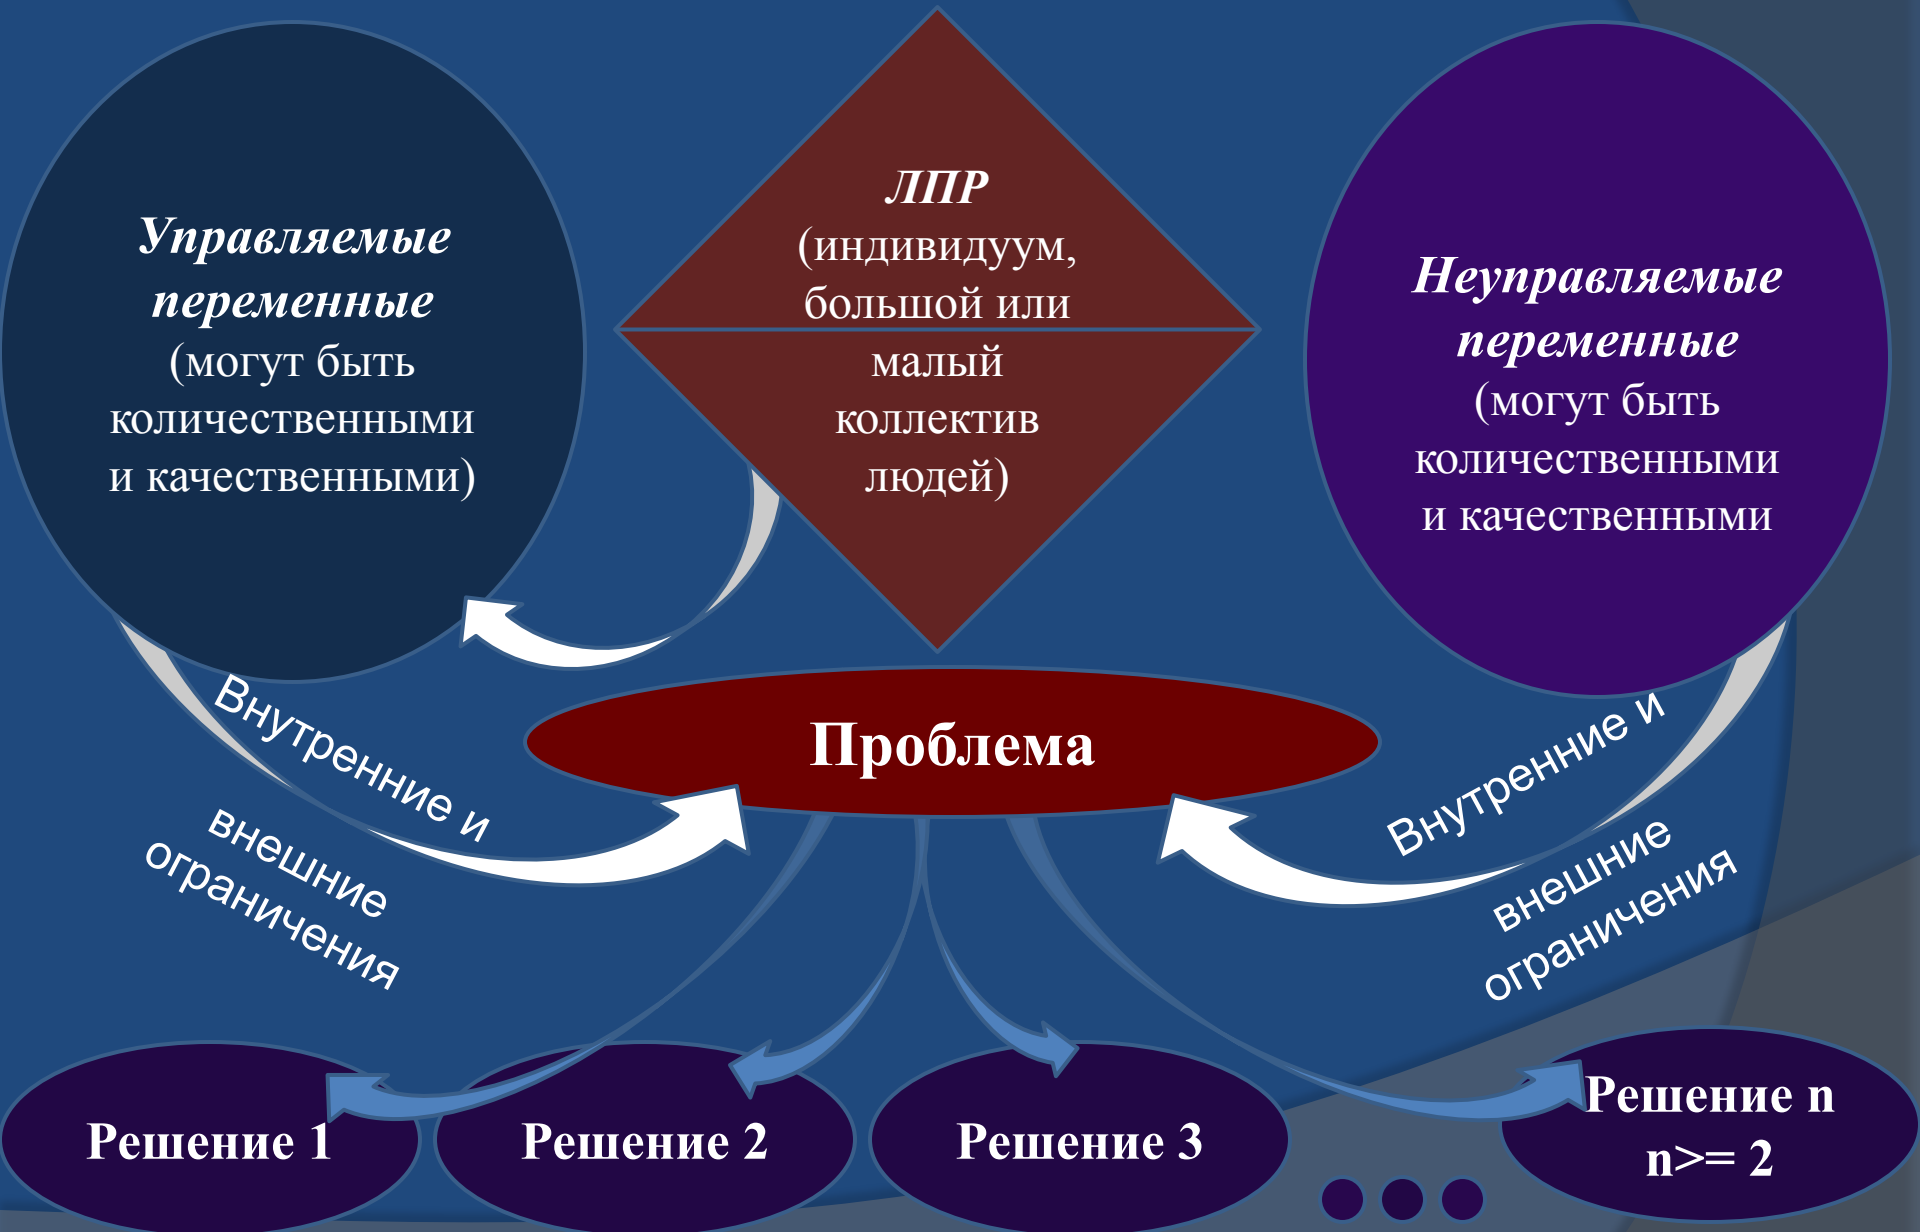 Управляемые
переменные
(могут быть
количественными
и качественными)
ЛПР
(индивидуум,
большой или
малый
коллектив
людей)
Неуправляемые
переменные
(могут быть
количественными
и качественными
Внутренние и
внешние
ограничения
Проблема
Внутренние и
внешние
ограничения
Решение 1
Решение 2
Решение 3
Решение n
n>= 2